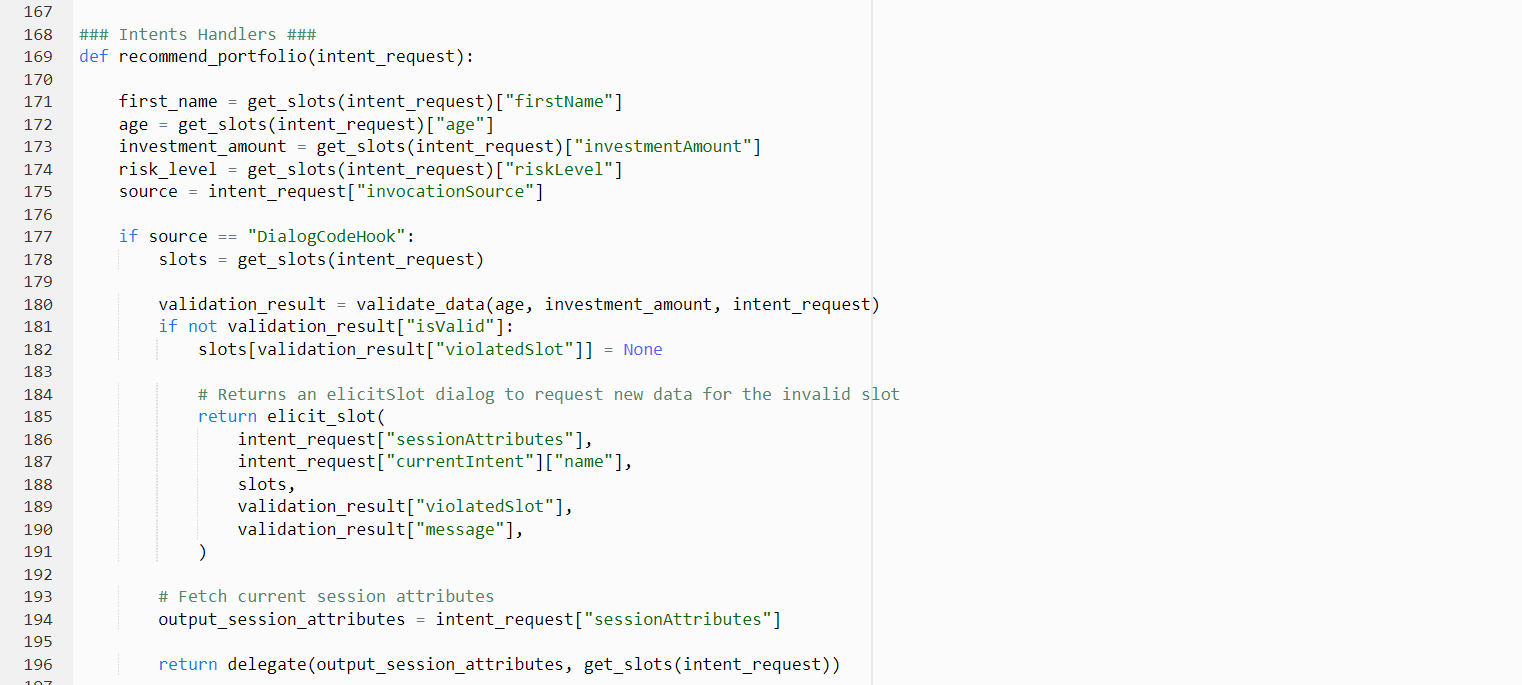 167
168 ### Intents Handlers ###
169 def recommend_portfolio(intent_request):
170
171     first_name = get_slots(intent_request)["firstName"]
172     age = get_slots(intent_request)["age"]
173     investment_amount = get_slots(intent_request)["investmentAmount"]
174     risk_level = get_slots(intent_request)["riskLevel"]
175     source = intent_request["invocationSource"]
176
177     if source == "DialogCodeHook":
178         slots = get_slots(intent_request)
179
180         validation_result = validate_data(age, investment_amount, intent_request)
181         if not validation_result["isValid"]:
182             slots[validation_result["violatedSlot"]] = None
183
184             # Returns an elicitSlot dialog to request new data for the invalid slot
185             return elicit_slot(
186                 intent_request["sessionAttributes"],
187                 intent_request["currentIntent"]["name"],
188                 slots,
189                 validation_result["violatedSlot"],
190                 validation_result["message"],
191             )
192
193         # Fetch current session attributes
194         output_session_attributes = intent_request["sessionAttributes"]
195
196         return delegate(output_session_attributes, get_slots(intent_request))